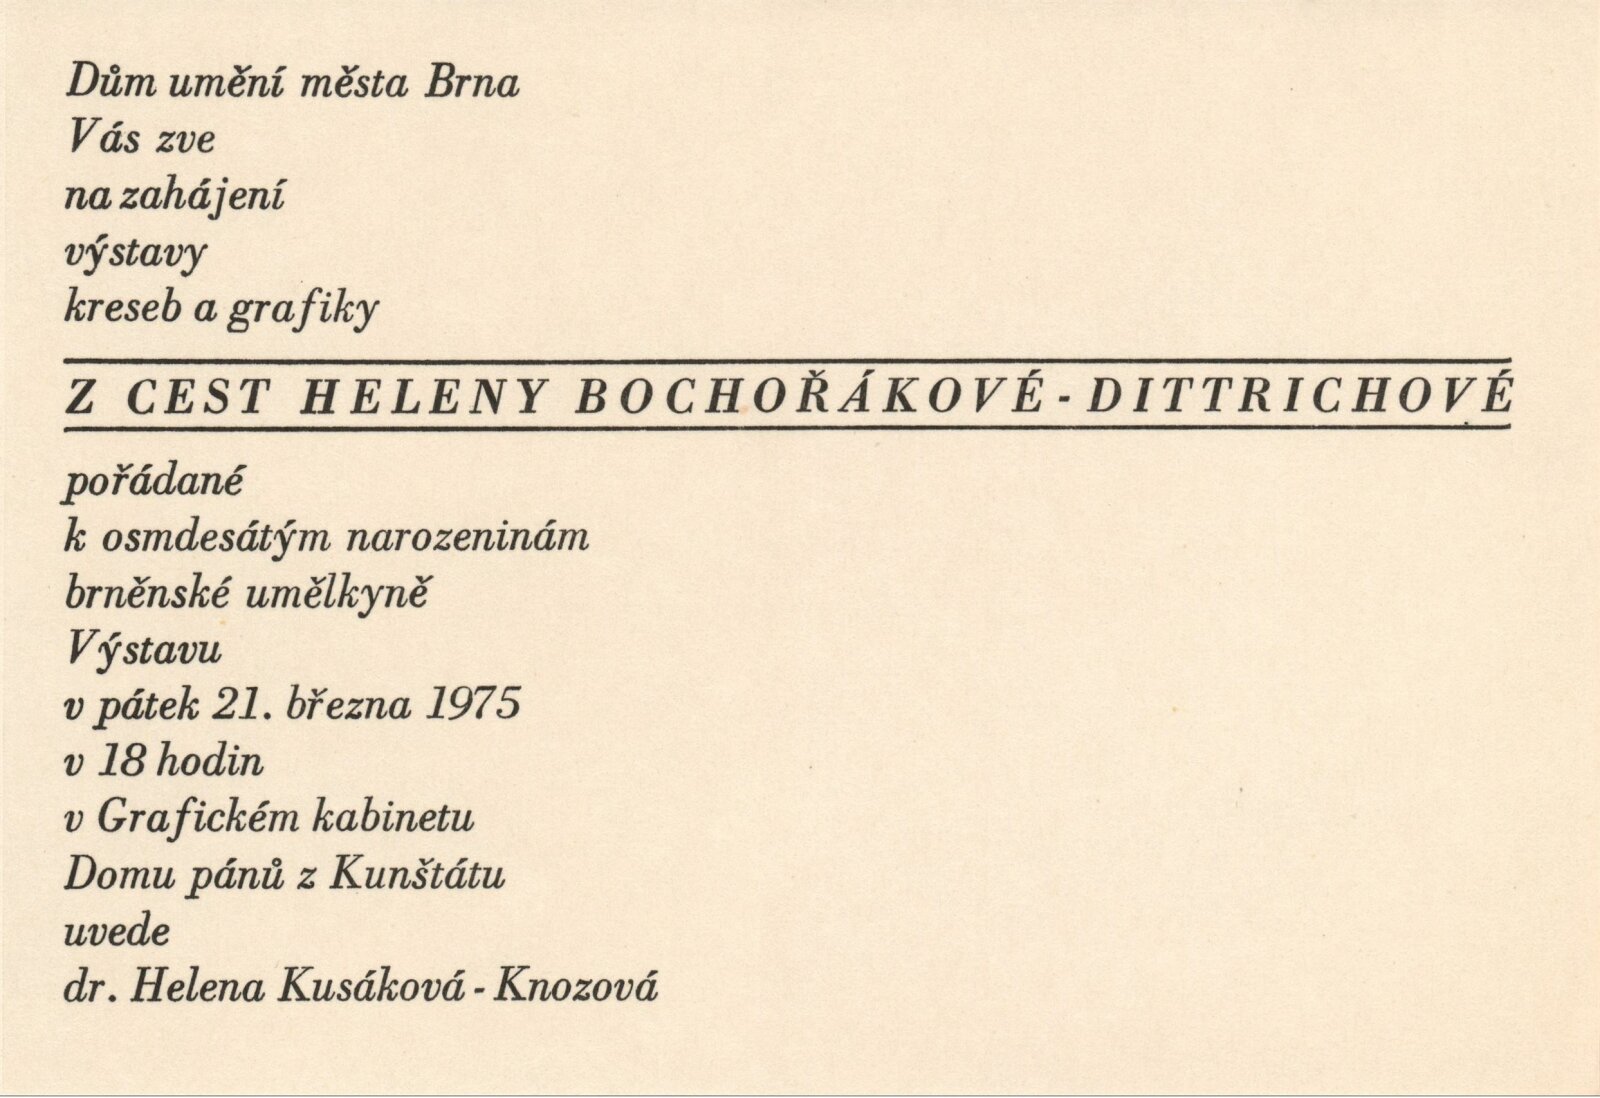 Dům umění města Brna
Vás zve
na zahájení
výstavy
kreseb a grafiky
Z CEST HELENY BOCHOŘÁKOVÉ-DITTRICHOVÉ
pořádané
k osmdesátým narozeninám
brněnské umělkyně
Výstavu
v pátek 21. března 1975
v 18 hodin
v Grafickém kabinetu
Domu pánů z Kunštátu
uvede
dr. Helena Kusáková-Knozová